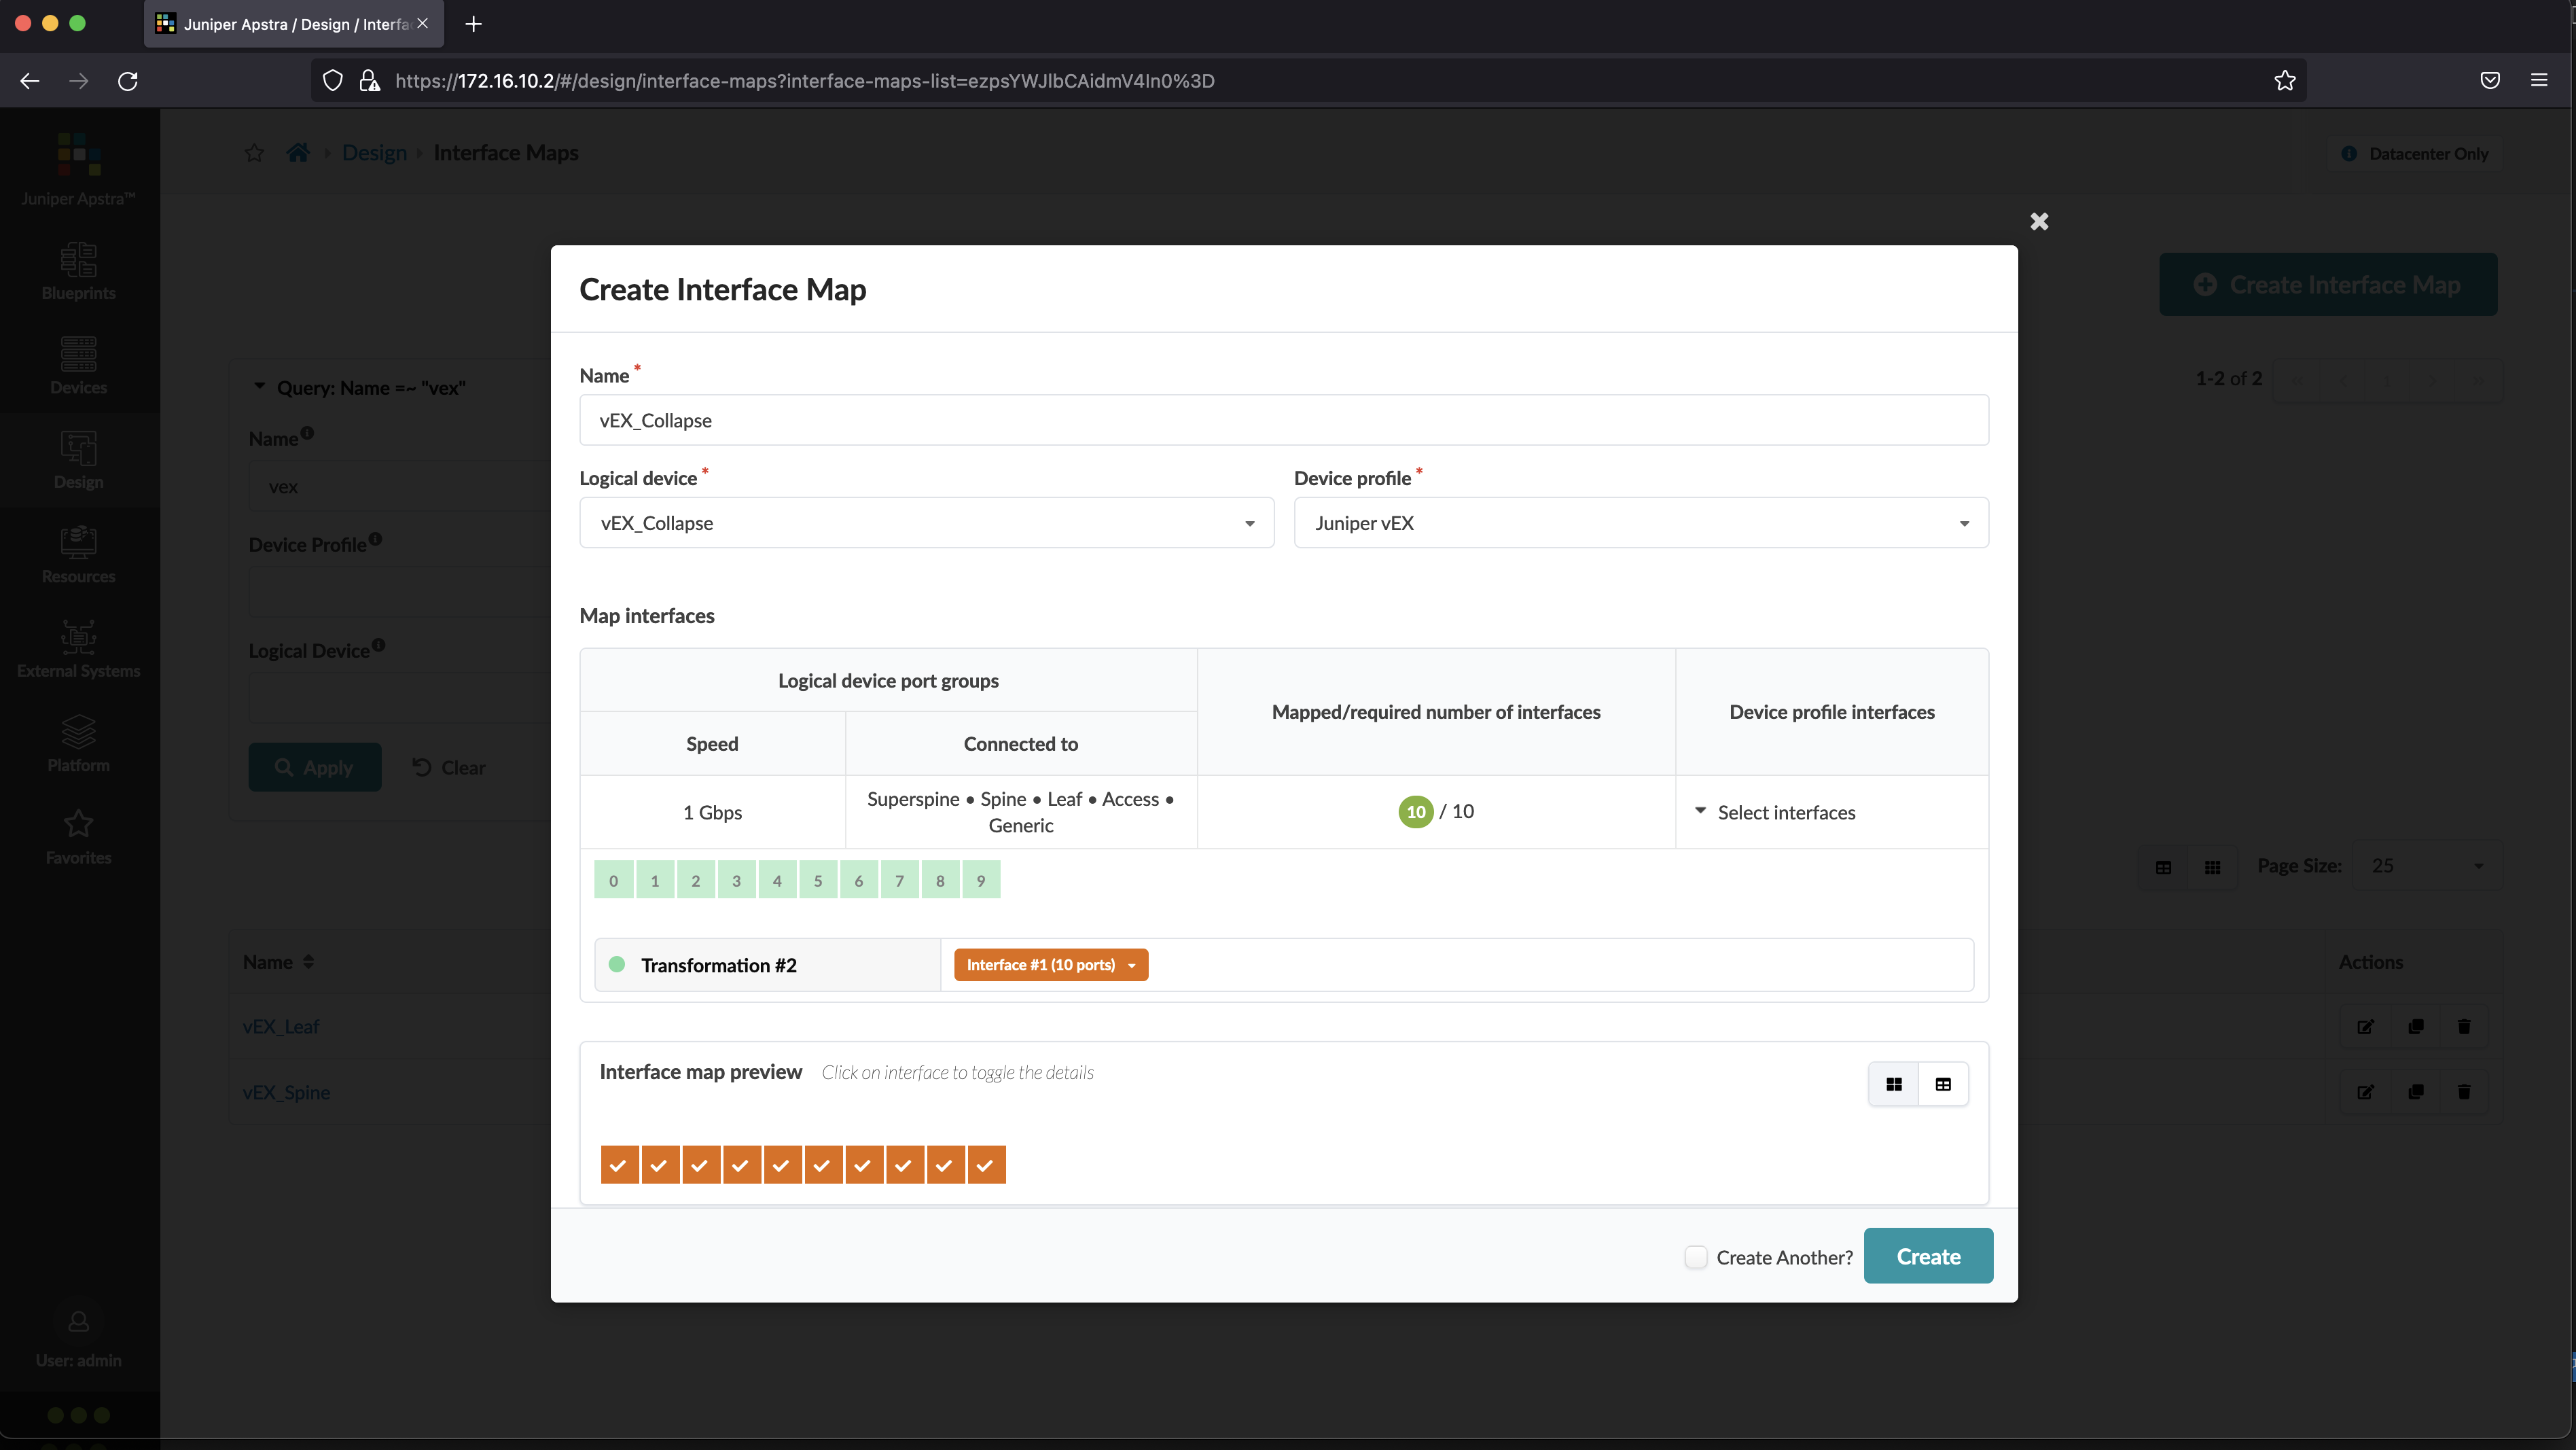 Juniper Apstra / Design / Interfa
https://172.16.10.2/#/design/interface-maps?interface-maps-list=ezpsYWJlbCAidmV4In0%3D
Juniper Apstra™
Blueprints
Devices
Design
Resources
External Systems
Platform
Favorites
User: admin
Design
Interface Maps
Datacenter Only
Create Interface Map
1-2 of 2
Query: Name =~ "vex"
Name
vex
Device Profile
Logical Device
Apply
Clear
Page Size: 25
Name
Actions
vEX_Leaf
vEX_Spine
Create Interface Map
Name *
vEX_Collapse
Logical device *
Device profile *
vEX_Collapse
Juniper vEX
Map interfaces
Logical device port groups
Mapped/required number of interfaces
Device profile interfaces
Speed
Connected to
1 Gbps
Superspine • Spine • Leaf • Access •
Generic
10 / 10
Select interfaces
0 1 2 3 4 5 6 7 8 9
Transformation #2
Interface #1 (10 ports)
Interface map preview
Click on interface to toggle the details
Create Another?
Create